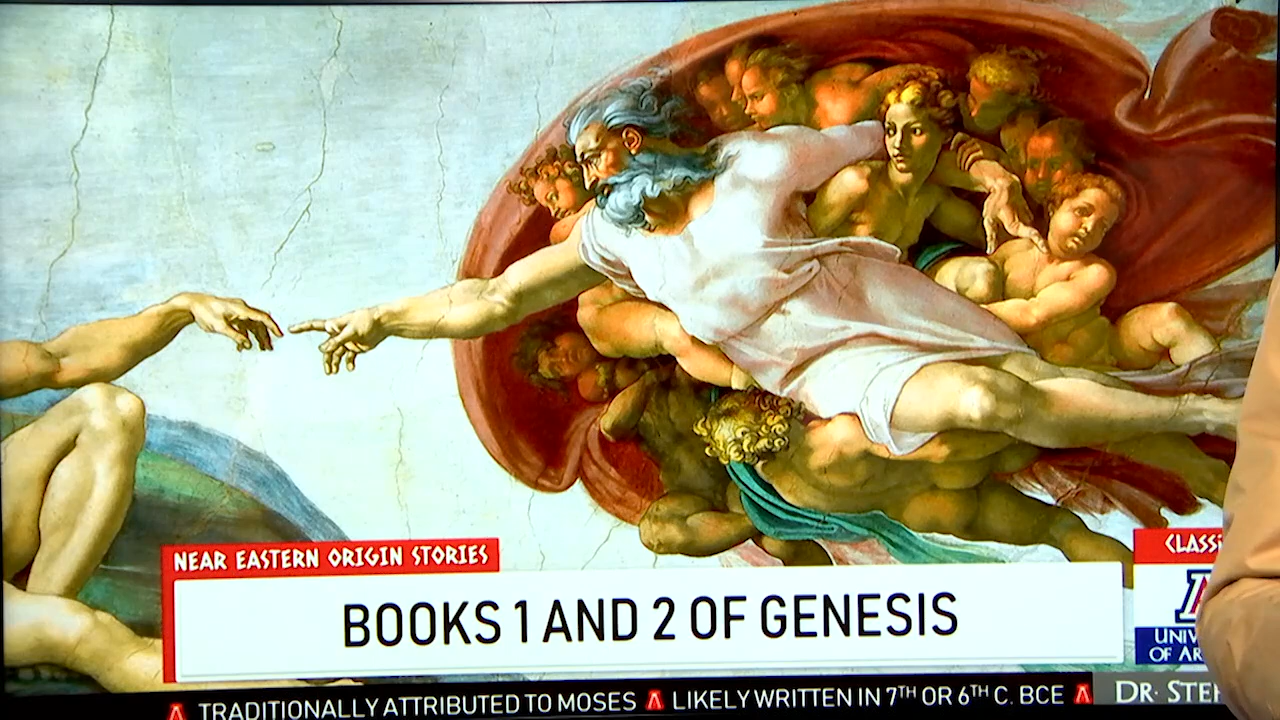 NEAR EASTERN ORIGIN STORIES
BOOKS 1 AND 2 OF GENESIS
A
TRADITIONALLY ATTRIBUTED TO MOSES LIKELY WRITTEN IN 7TH OR 6TH C. BCE DR.